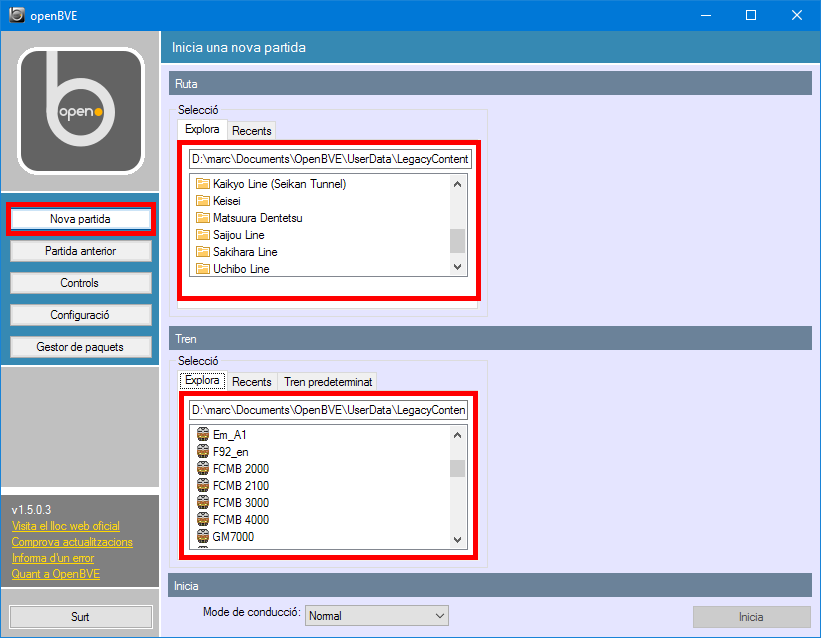 openBVE
open
Inicia una nova partida
Ruta
Selecció
Explora
Recents
D:\marc\Documents\OpenBVE\UserData\LegacyContent
Kaikyo Line (Seikan Tunnel)
Keisei
Matsuura Dentetsu
Saijou Line
Sakihara Line
Uchibo Line
Nova partida
Partida anterior
Controls
Configuració
Gestor de paquets
Tren
Selecció
Explora
Recents
Tren predeterminat
D:\marc\Documents\OpenBVE\UserData\LegacyConten
Em_A1
F92_en
FCMB 2000
FCMB 2100
FCMB 3000
FCMB 4000
GM7000
v1.5.0.3
Visita el lloc web oficial
Comprova actualitzacions
Informa d'un error
Quant a OpenBVE
Surt
Inicia
Mode de conducció:
Normal
Inicia